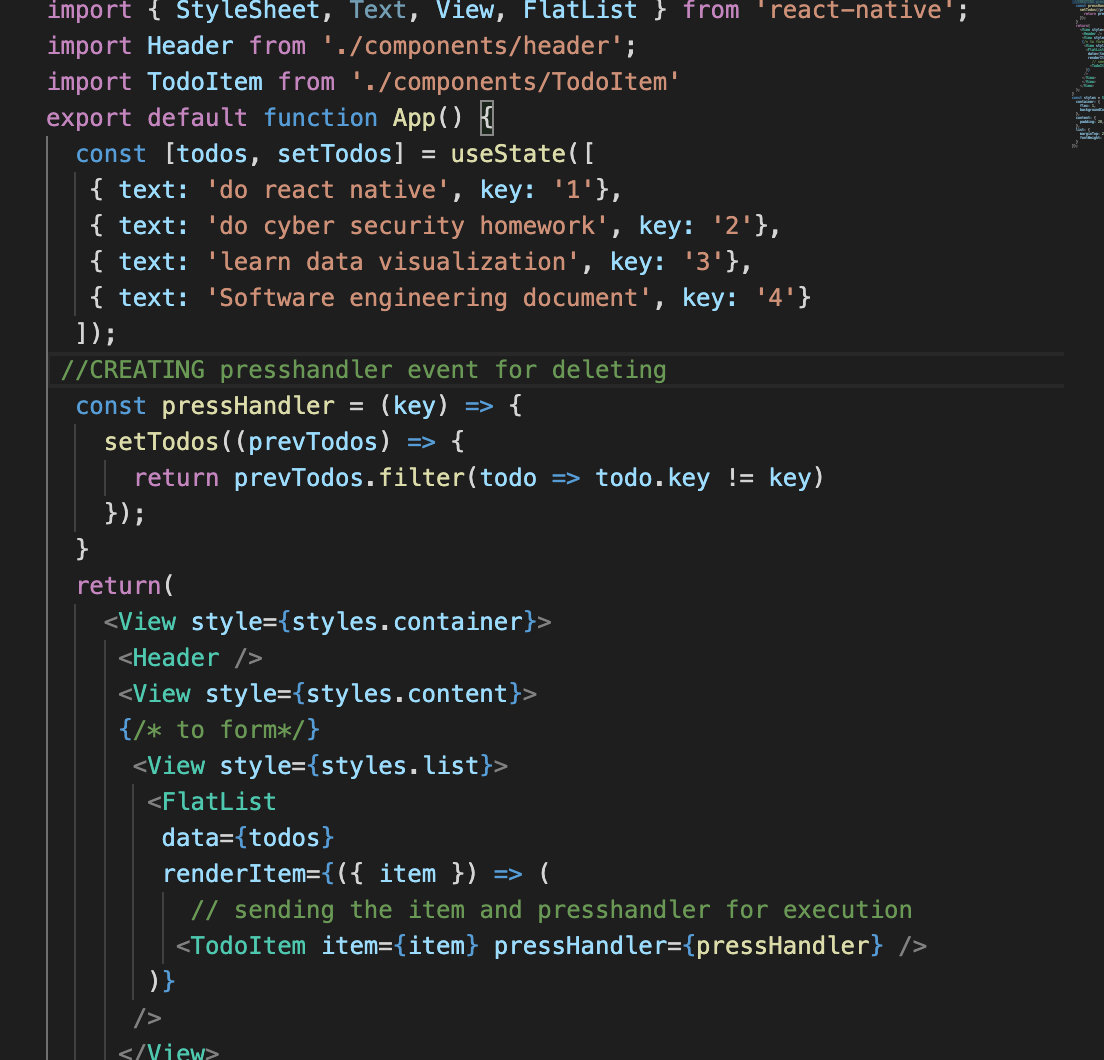 import { StyleSheet, Text, View, FlatList } from 'react-native';
import Header from './components/header';
import TodoItem from './components/TodoItem'
export default function App() {
  const [todos, setTodos] = useState([
   { text: 'do react native', key: '1'},
   { text: 'do cyber security homework', key: '2'},
   { text: 'learn data visualization', key: '3'},
   { text: 'Software engineering document', key: '4'}
  ]);
 //CREATING presshandler event for deleting
  const pressHandler = (key) => {
    setTodos((prevTodos) => {
      return prevTodos.filter(todo => todo.key != key)
    });
  }
  return(
    <View style={styles.container}>
     <Header />
     <View style={styles.content}>
     {/* to form*/}
      <View style={styles.list}>
       <FlatList
        data={todos}
        renderItem={({ item }) => (
          // sending the item and presshandler for execution
         <TodoItem item={item} pressHandler={pressHandler} />
       )}
      />
     </View>